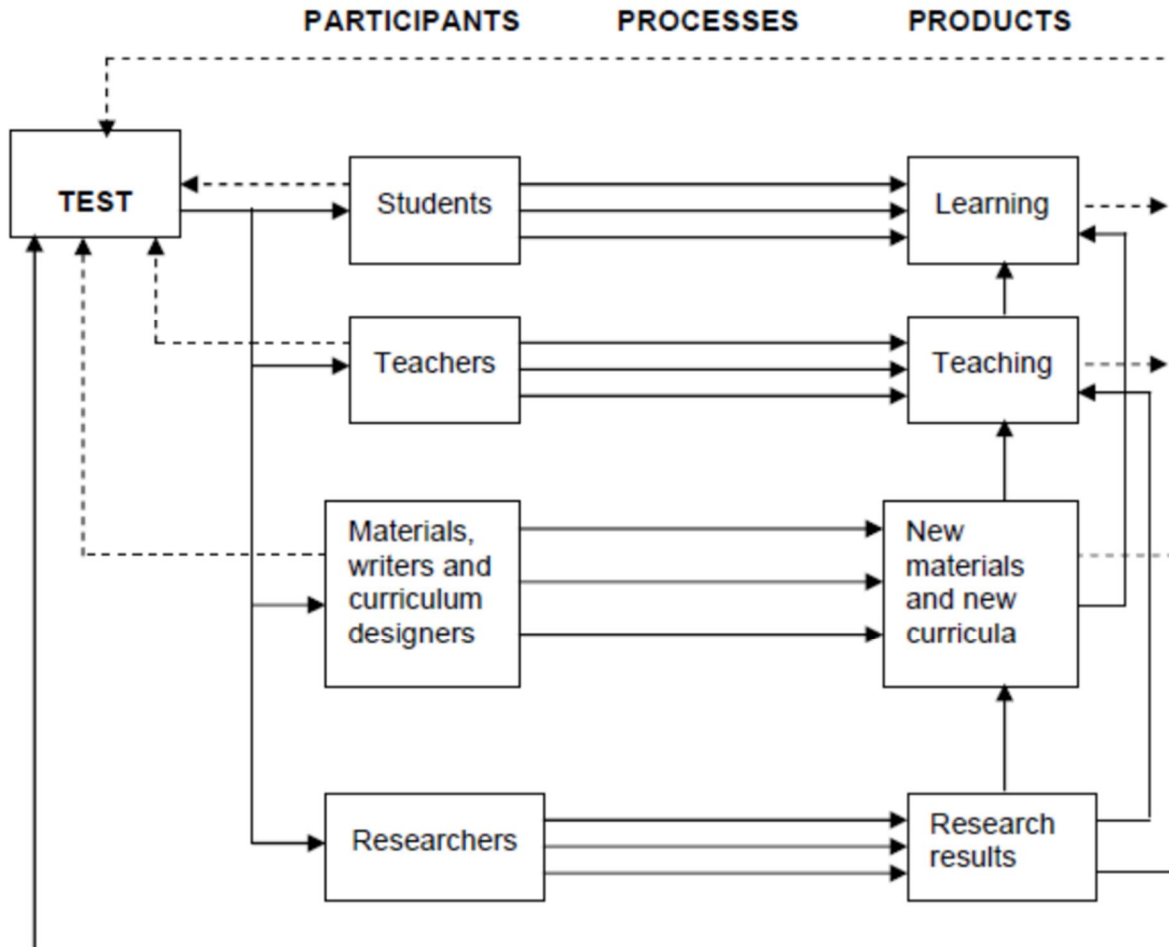 PARTICIPANTS PROCESSES PRODUCTS
TEST
Students
Learning
Teachers
Teaching
Materials,
writers and
curriculum
designers
New
materials
and new
curricula
Researchers
Research
results